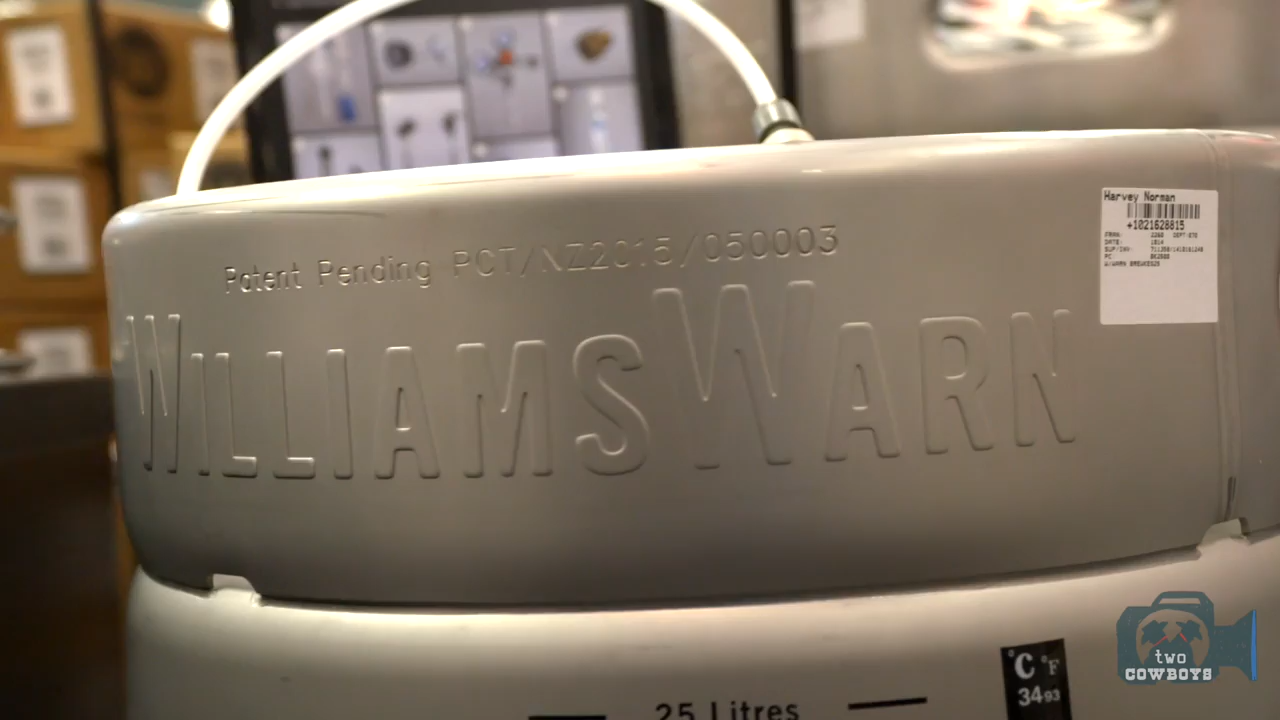 Patent Pending PCT/NZ2015/050003
WILLIAMSWARN
Harvey Norman
+1021628815
25 Litres
°C °F
34 93
two
COWBOYS